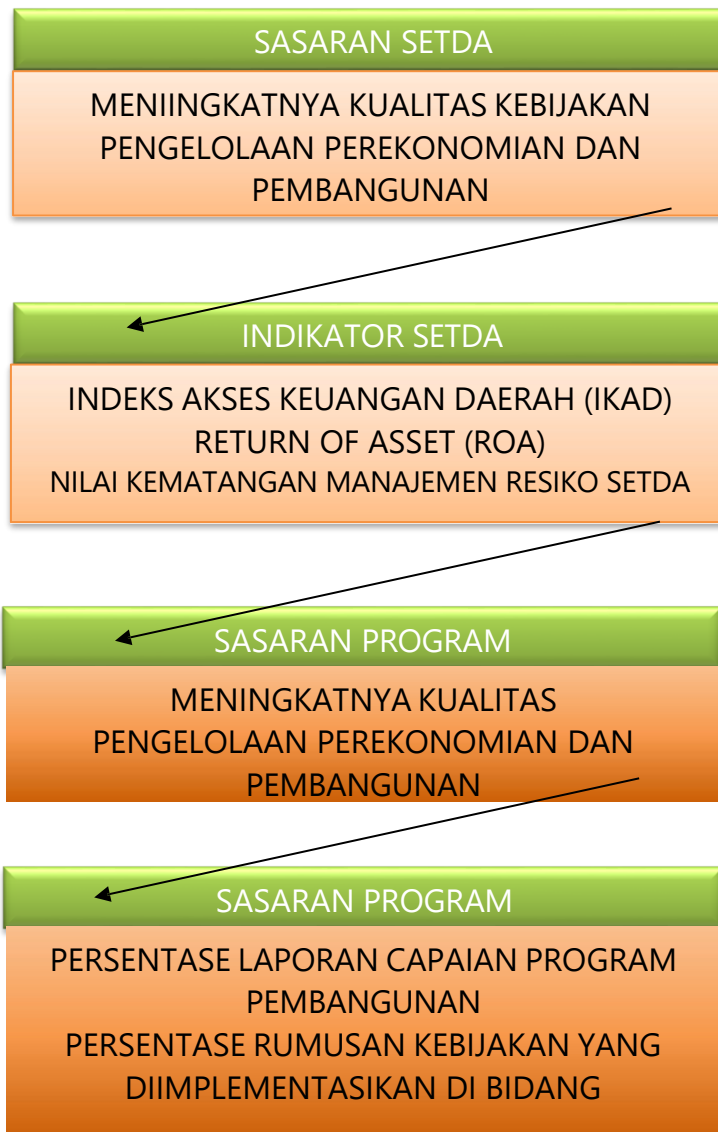 SASARAN SETDA
MENIINGKATNYA KUALITAS KEBIJAKAN
PENGELOLAAN PEREKONOMIAN DAN
PEMBANGUNAN
INDIKATOR SETDA
INDEKS AKSES KEUANGAN DAERAH (IKAD)
RETURN OF ASSET (ROA)
NILAI KEMATANGAN MANAJEMEN RESIKO SETDA
SASARAN PROGRAM
MENINGKATNYA KUALITAS
PENGELOLAAN PEREKONOMIAN DAN
PEMBANGUNAN
SASARAN PROGRAM
PERSENTASE LAPORAN CAPAIAN PROGRAM
PEMBANGUNAN
PERSENTASE RUMUSAN KEBIJAKAN YANG
DIIMPLEMENTASIKAN DI BIDANG